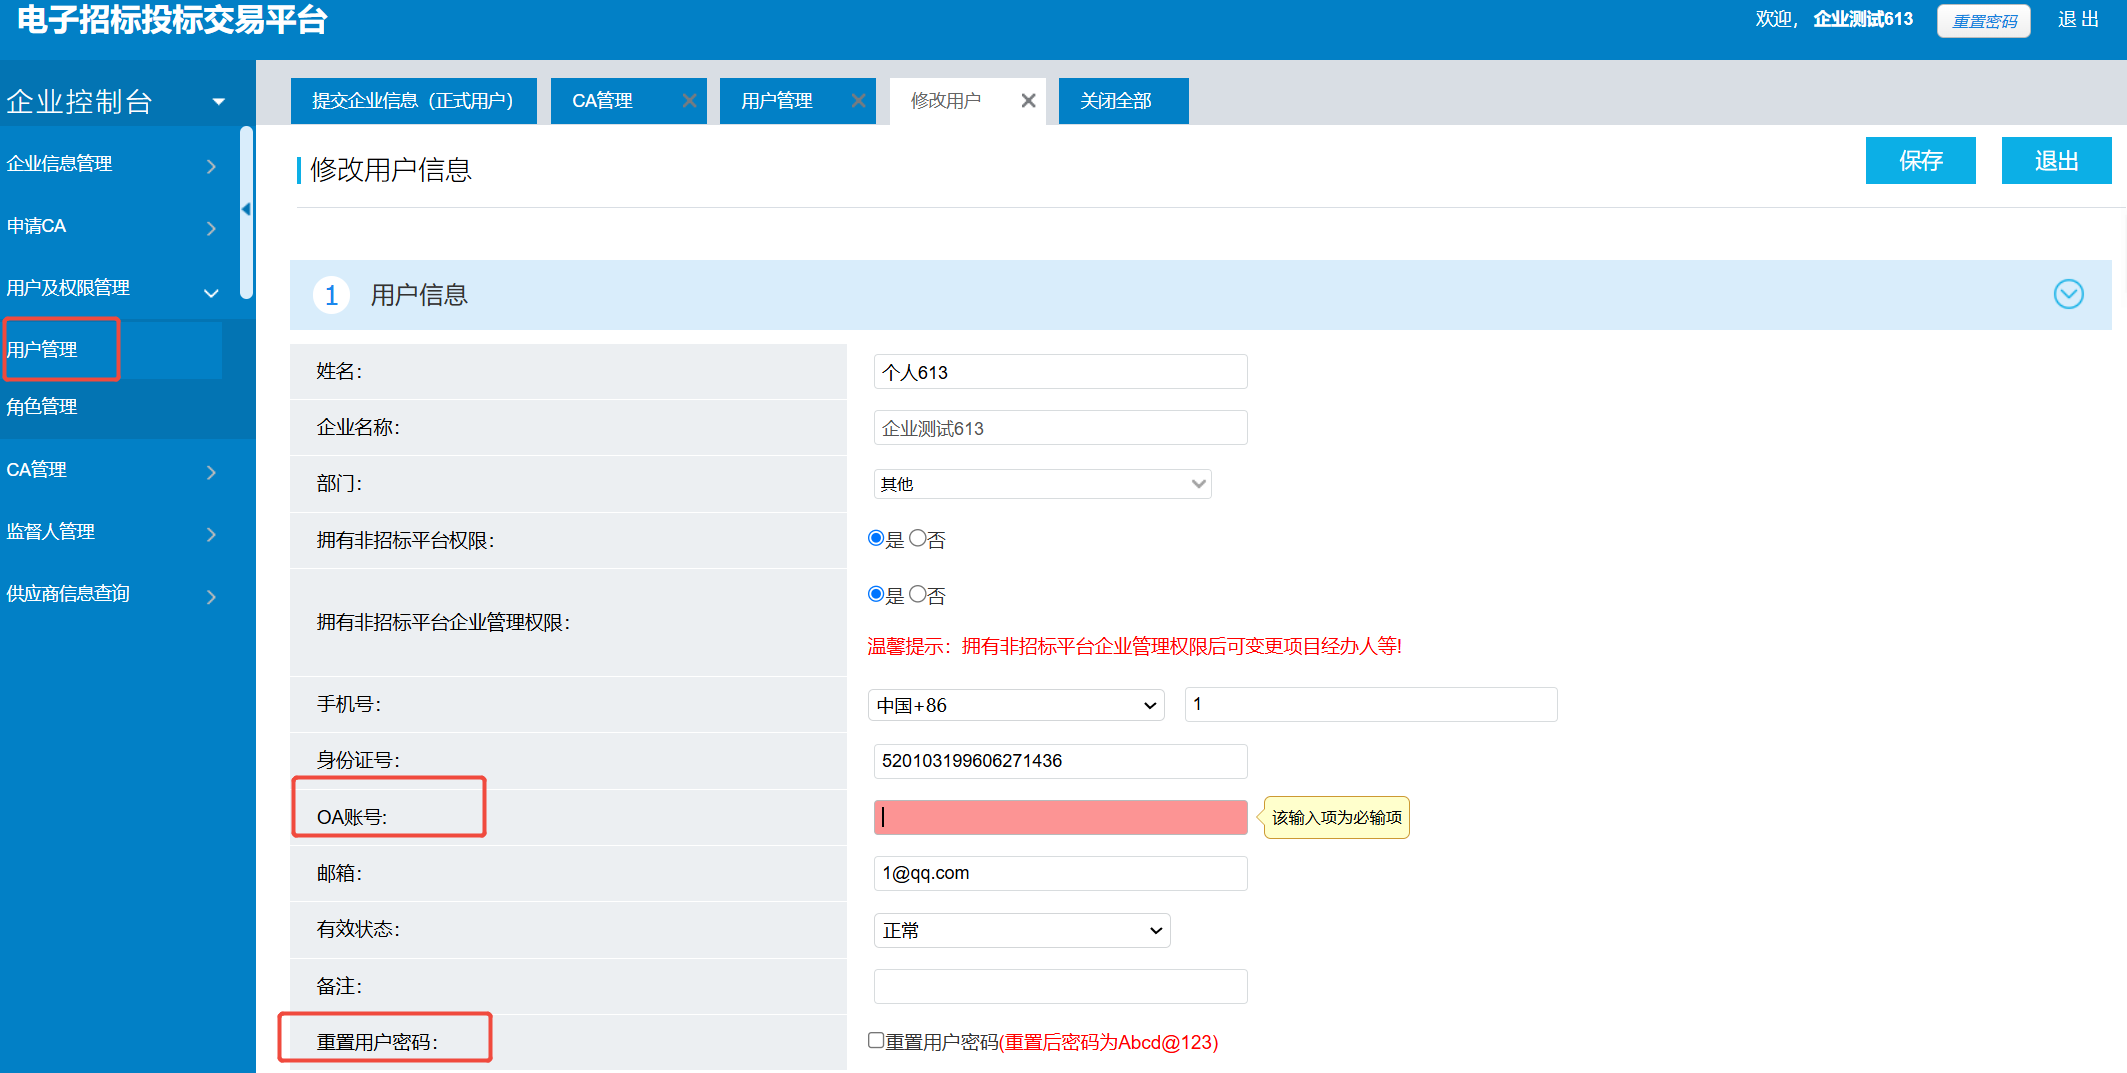 电子招标投标交易平台
欢迎, 企业测试613 重置密码 退 出
企业控制台
提交企业信息（正式用户） CA管理 用户管理 修改用户 关闭全部
企业信息管理
申请CA
用户及权限管理
用户管理
角色管理
CA管理
监督人管理
供应商信息查询
修改用户信息
保存 退出
1 用户信息
姓名: 个人613
企业名称: 企业测试613
部门: 其他
拥有非招标平台权限: 是 否
拥有非招标平台企业管理权限: 是 否
温馨提示：拥有非招标平台企业管理权限后可变更项目经办人等!
手机号: 中国+86 1
身份证号: 520103199606271436
OA账号: 该输入项为必输项
邮箱: 1@qq.com
有效状态: 正常
备注:
重置用户密码: 重置用户密码(重置后密码为Abcd@123)